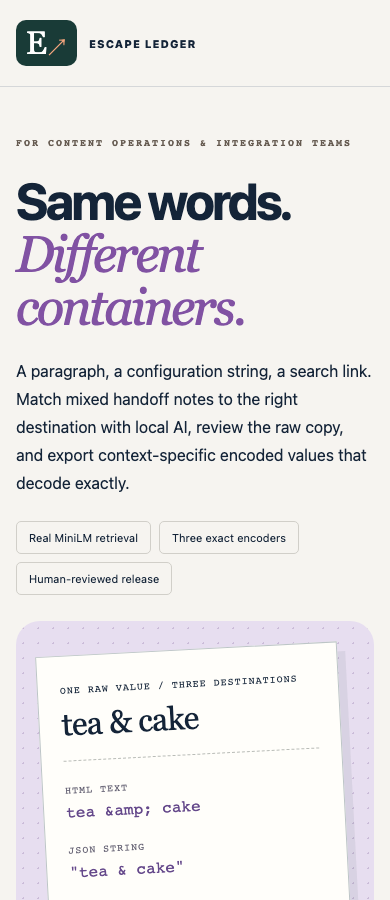 E↗ ESCAPE LEDGER
FOR CONTENT OPERATIONS & INTEGRATION TEAMS
Same words.
Different
containers.
A paragraph, a configuration string, a search link.
Match mixed handoff notes to the right
destination with local AI, review the raw copy,
and export context-specific encoded values that
decode exactly.
Real MiniLM retrieval
Three exact encoders
Human-reviewed release
ONE RAW VALUE / THREE DESTINATIONS
tea & cake
HTML TEXT
tea &amp; cake
JSON STRING
"tea & cake"